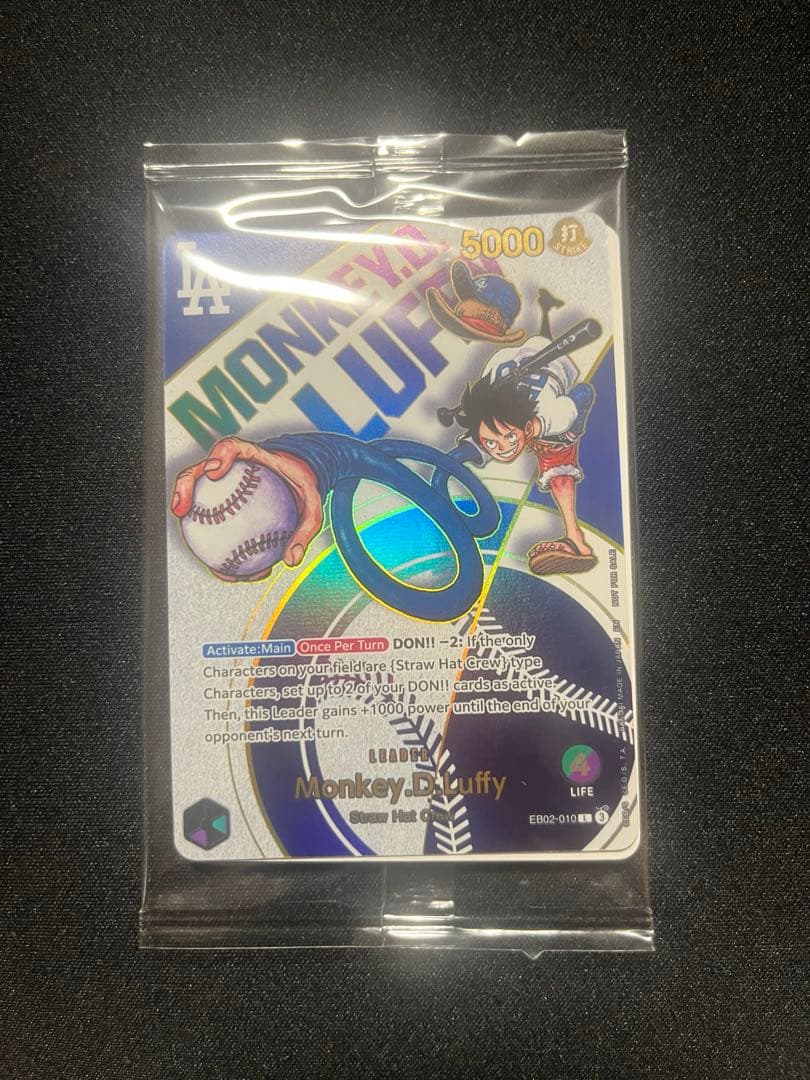 LA
5000
打
STRIKE
MONKEY.D.
LUFFY
Activate:Main Once Per Turn DON!! −2: If the only
Characters on your field are {Straw Hat Crew} type
Characters, set up to 2 of your DON!! cards as active.
Then, this Leader gains +1000 power until the end of your
opponent's next turn.
LEADER
Monkey.D.Luffy
Straw Hat Crew
4
LIFE
EB02-010 L 3
MADE IN JAPAN EN NOT FOR SALE